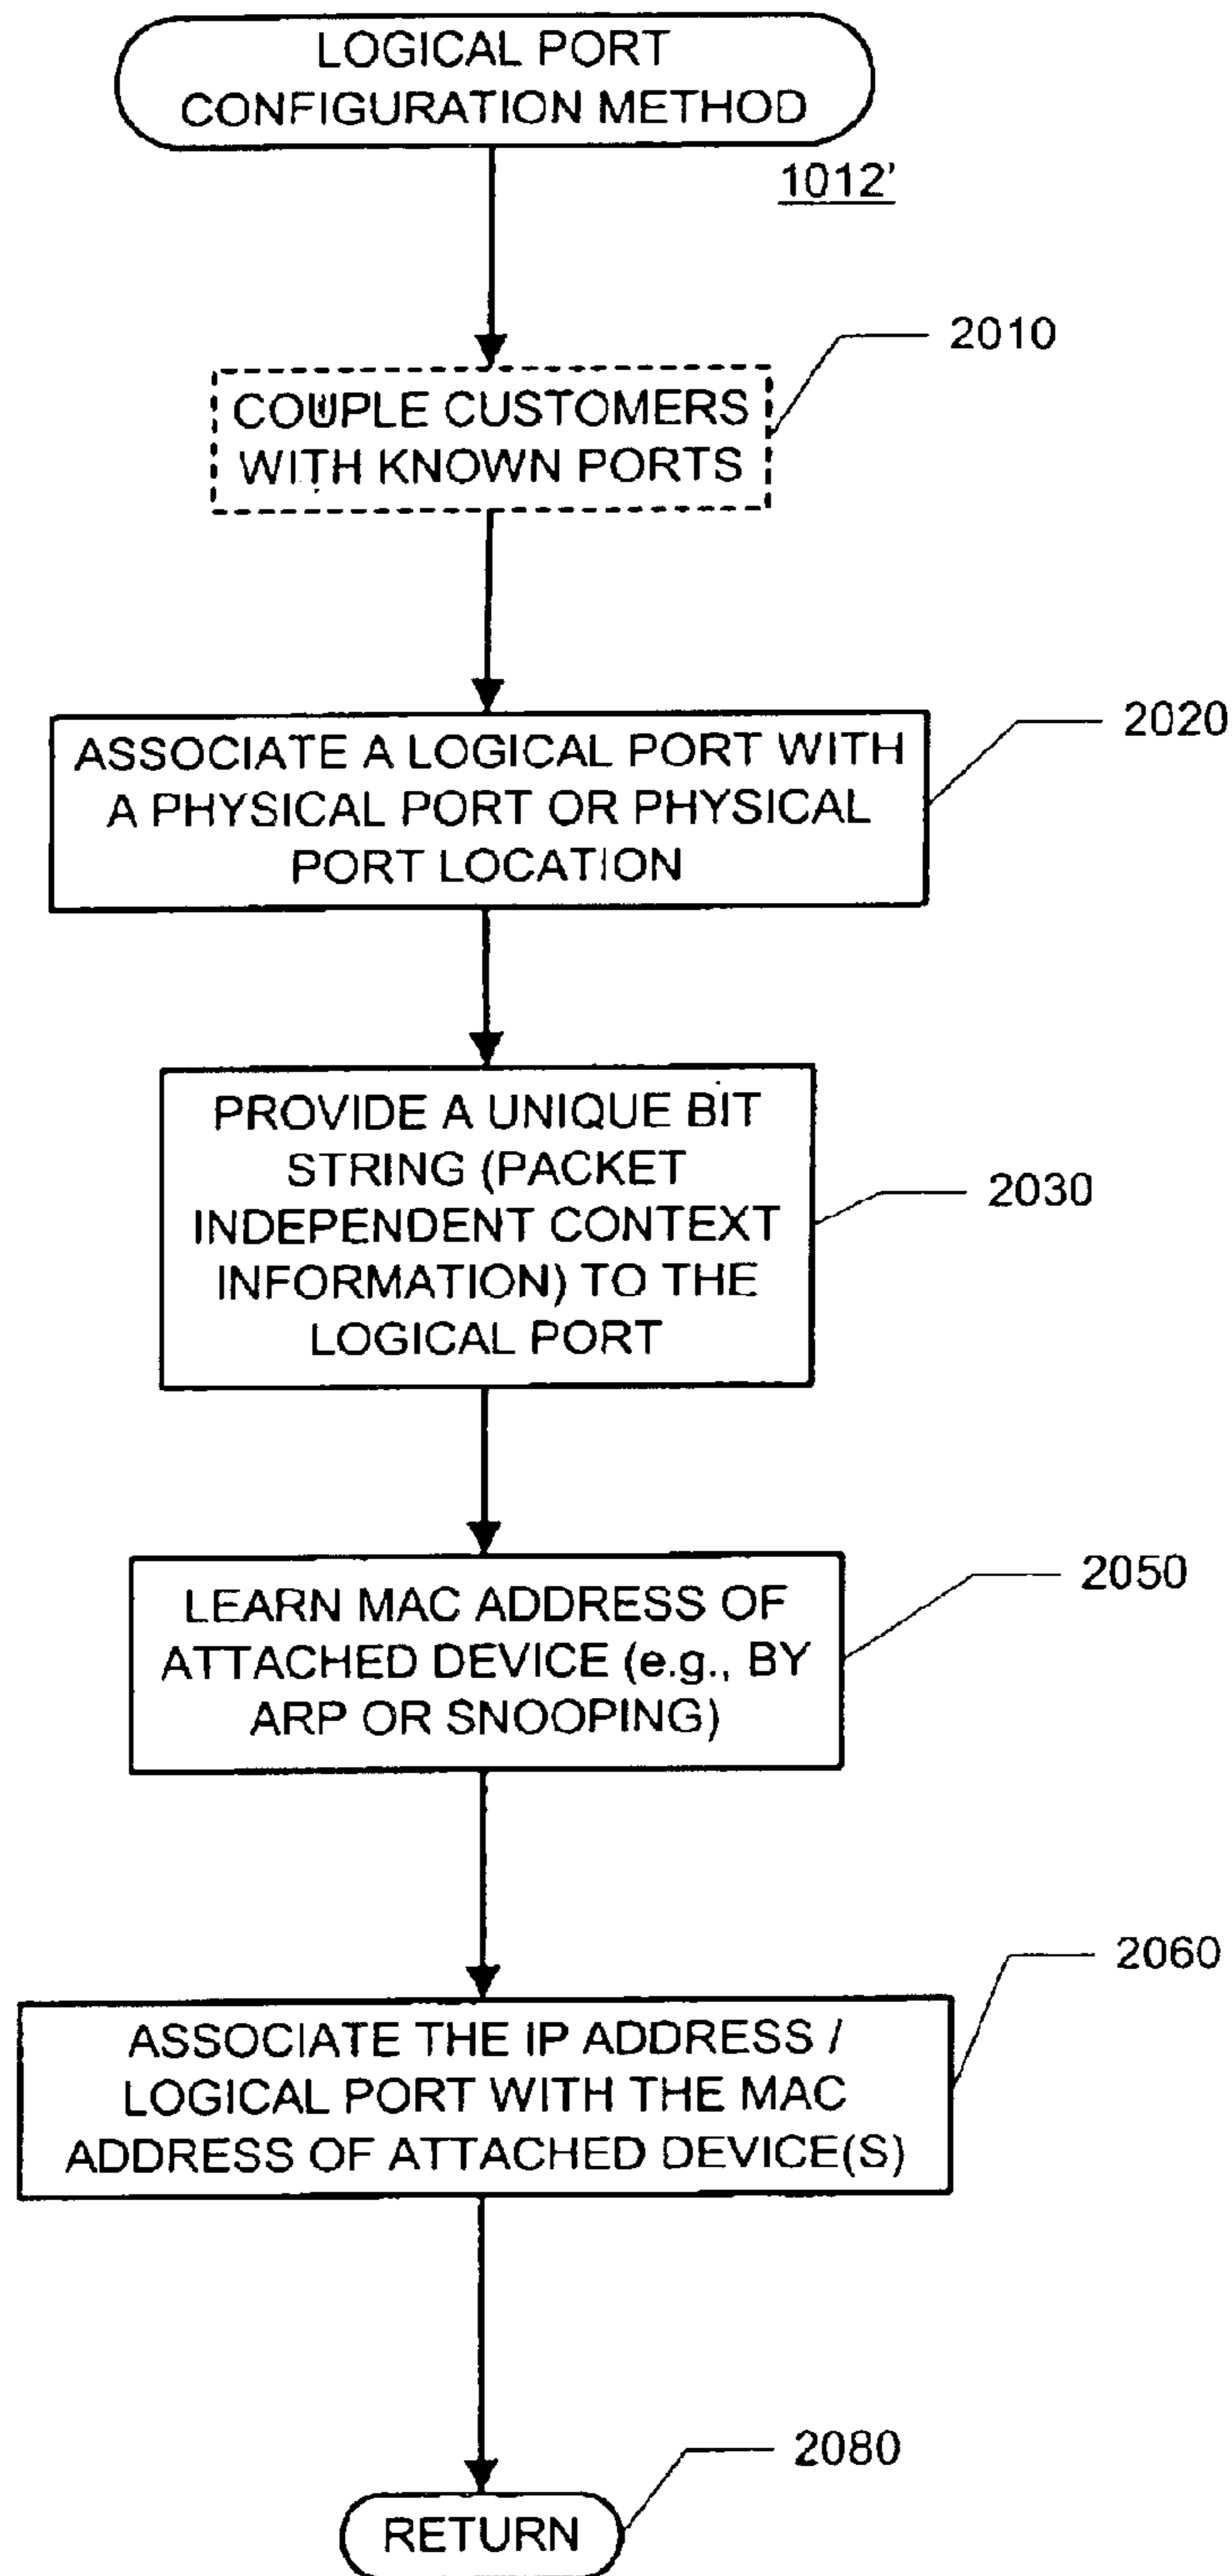 LOGICAL PORT
CONFIGURATION METHOD
1012'
2010
COUPLE CUSTOMERS
WITH KNOWN PORTS
2020
ASSOCIATE A LOGICAL PORT WITH
A PHYSICAL PORT OR PHYSICAL
PORT LOCATION
PROVIDE A UNIQUE BIT
STRING (PACKET
INDEPENDENT CONTEXT
INFORMATION) TO THE
LOGICAL PORT
2030
LEARN MAC ADDRESS OF
ATTACHED DEVICE (e.g., BY
ARP OR SNOOPING)
2050
2060
ASSOCIATE THE IP ADDRESS /
LOGICAL PORT WITH THE MAC
ADDRESS OF ATTACHED DEVICE(S)
2080
RETURN